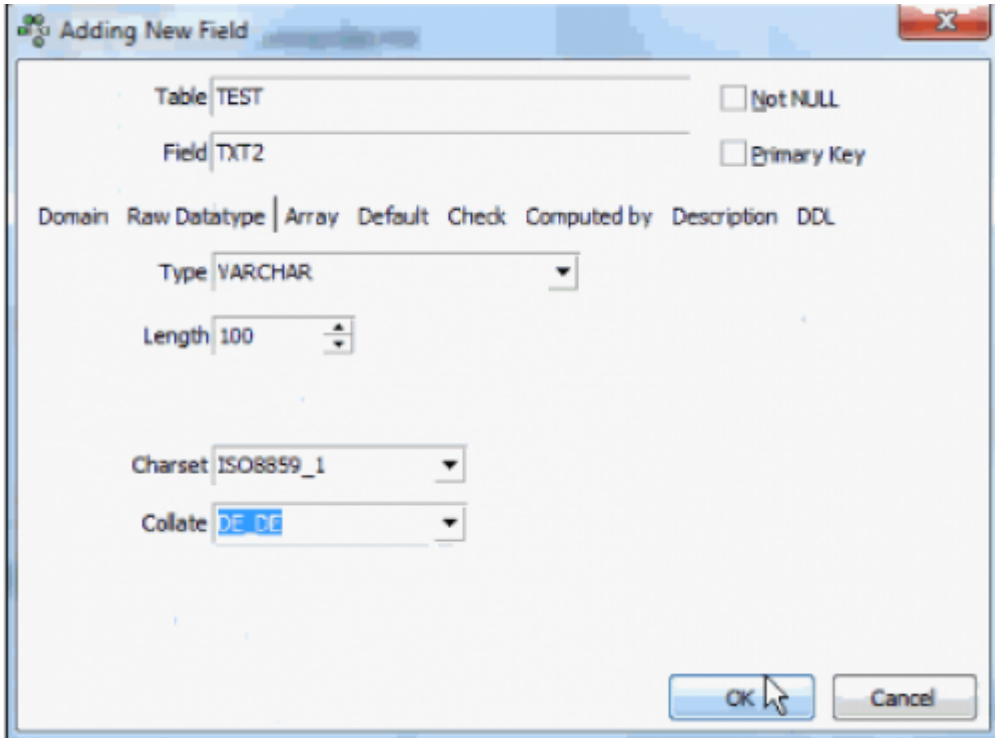 Adding New Field
Table TEST Not NULL
Field TXT2 Primary Key
Domain Raw Datatype Array Default Check Computed by Description DDL
Type VARCHAR
Length 100
Charset ISO8859_1
Collate DE_DE
OK Cancel